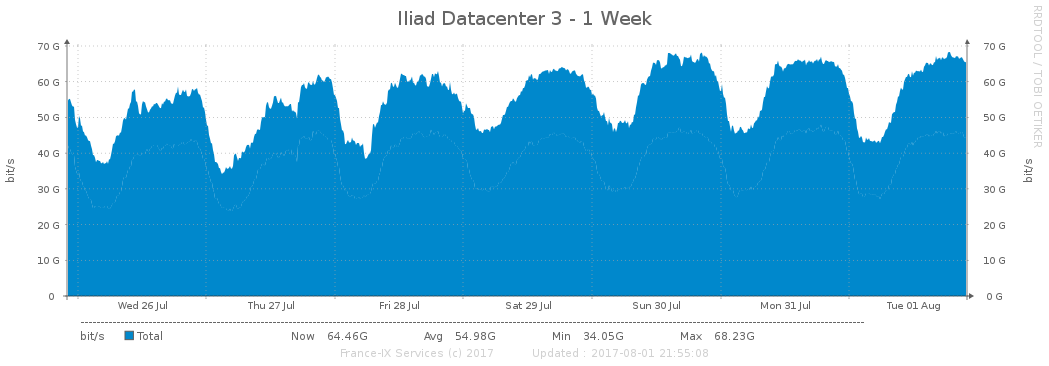 Iliad Datacenter 3 - 1 Week
RRDTOOL / TOBI OETIKER
70 G 70 G
60 G 60 G
50 G 50 G
40 G 40 G
30 G 30 G
20 G 20 G
10 G 10 G
0 0 G
bit/s bit/s
Wed 26 Jul Thu 27 Jul Fri 28 Jul Sat 29 Jul Sun 30 Jul Mon 31 Jul Tue 01 Aug
bit/s Total Now 64.46G Avg 54.98G Min 34.05G Max 68.23G
France-IX Services (c) 2017 Updated : 2017-08-01 21:55:08